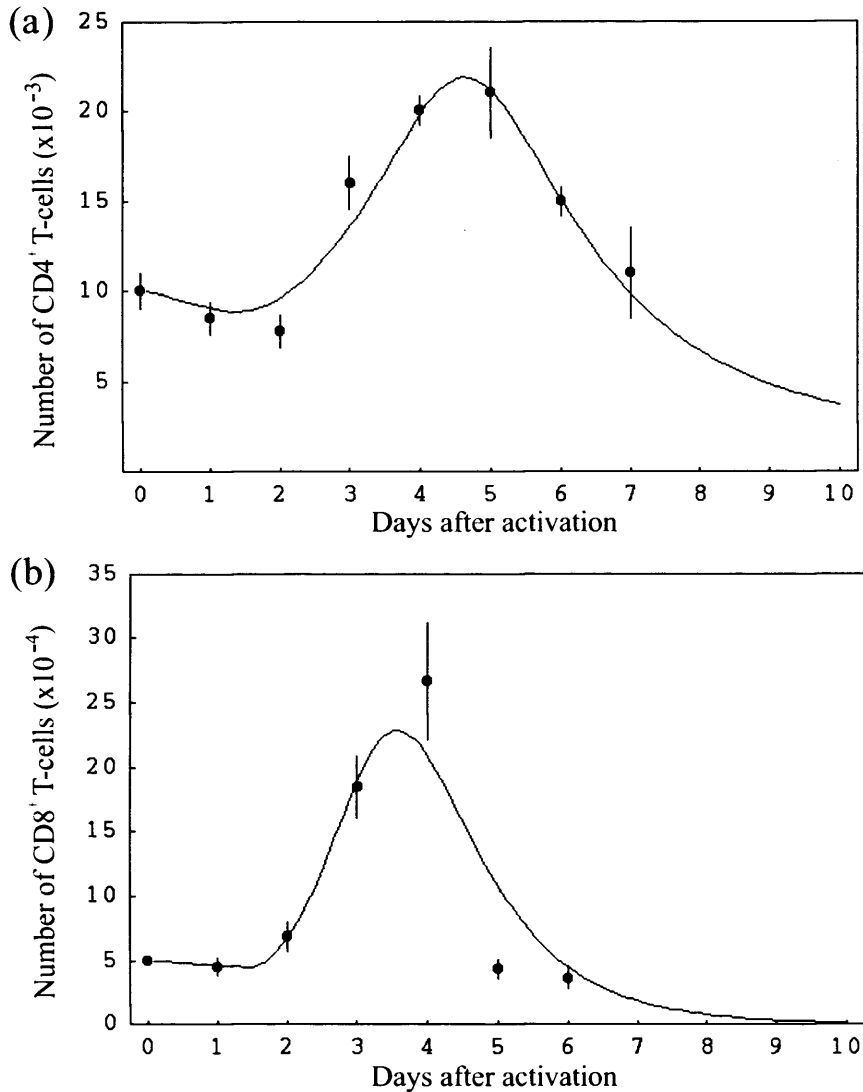 (a)
25
20
15
10
5
Number of CD4⁺ T-cells (x10⁻³)
0 1 2 3 4 5 6 7 8 9 10
Days after activation
(b)
35
30
25
20
15
10
5
0
Number of CD8⁺ T-cells (x10⁻⁴)
0 1 2 3 4 5 6 7 8 9 10
Days after activation